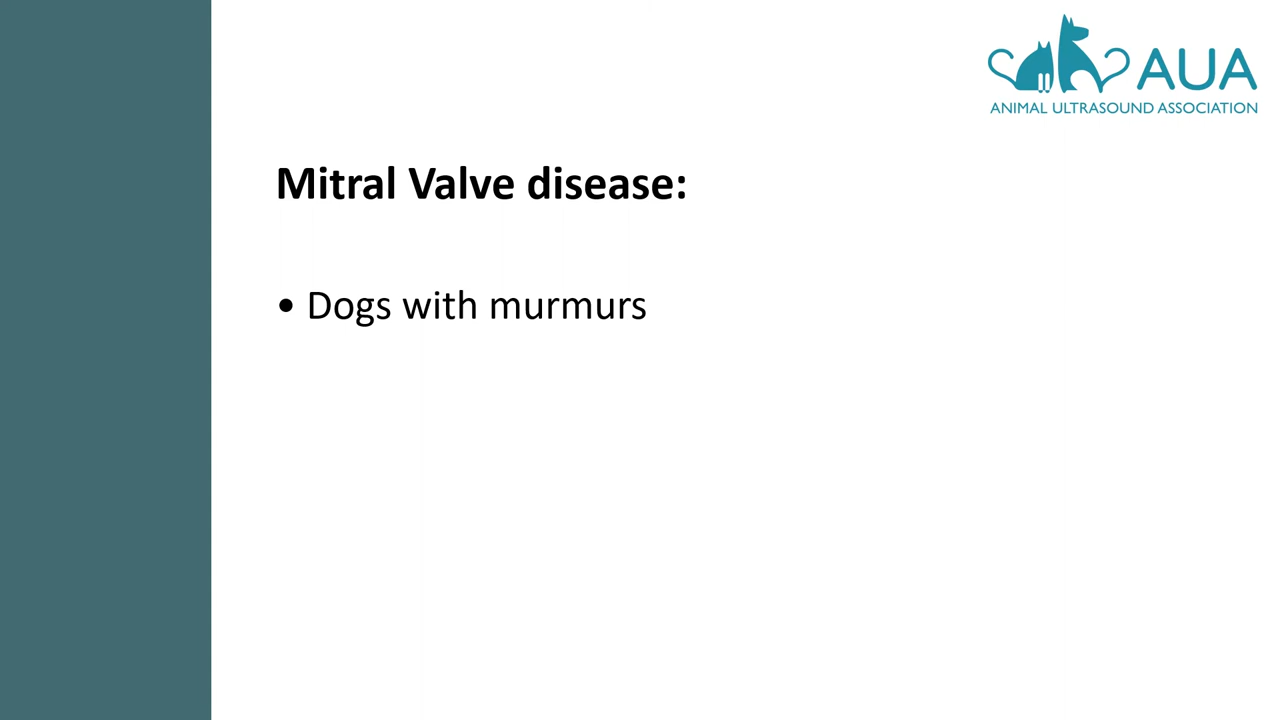 AUA
ANIMAL ULTRASOUND ASSOCIATION
Mitral Valve disease:
• Dogs with murmurs